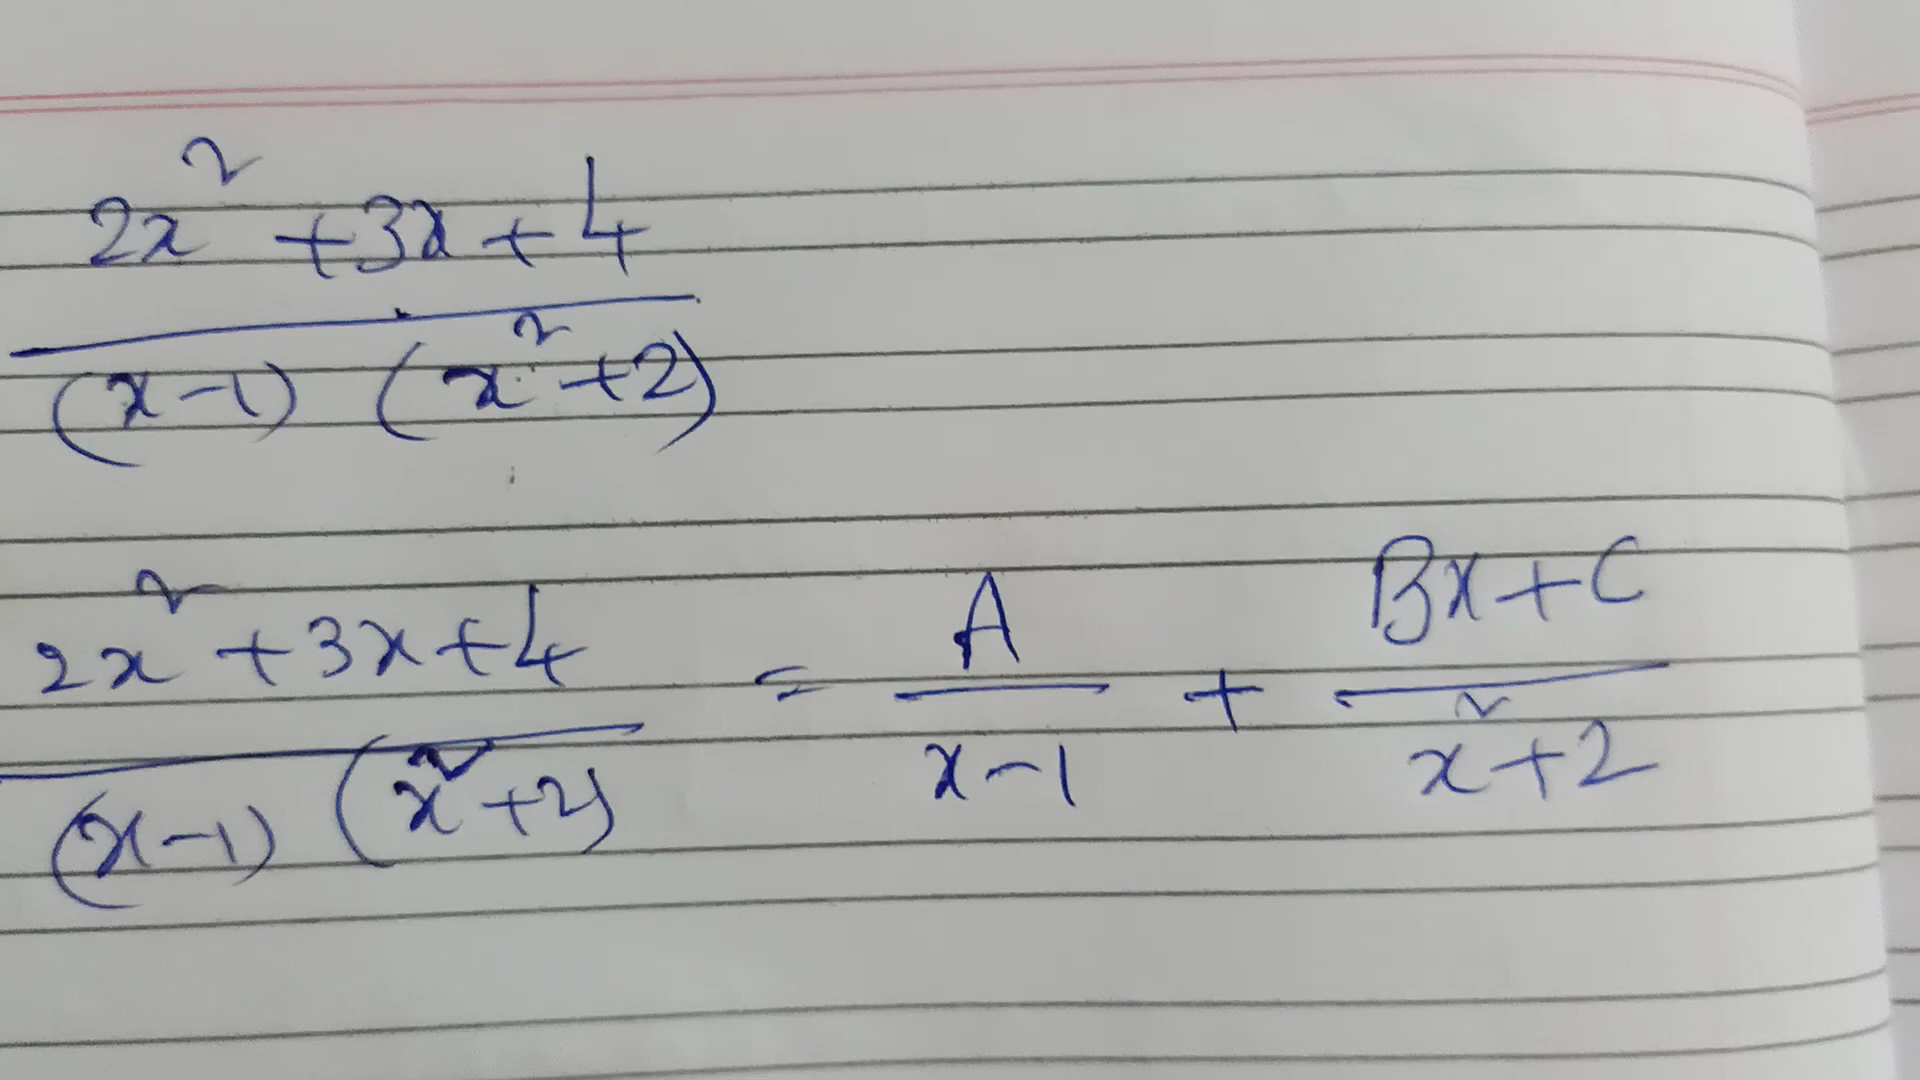 2x² + 3x + 4
(x-1) (x² + 2)
2x² + 3x + 4 = A + Bx + C
(x-1) (x² + 2) x-1 x² + 2